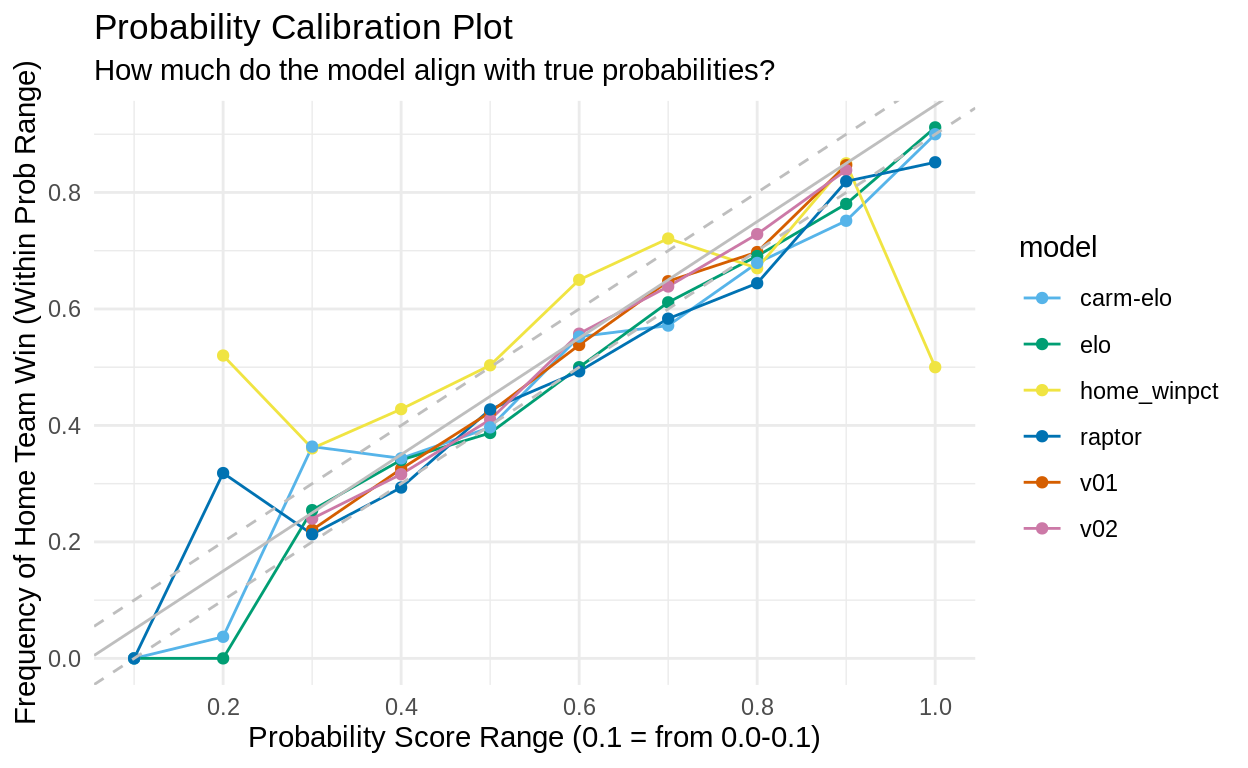 Probability Calibration Plot
How much do the model align with true probabilities?
Frequency of Home Team Win (Within Prob Range)
0.8
0.6
0.4
0.2
0.0
0.2 0.4 0.6 0.8 1.0
Probability Score Range (0.1 = from 0.0-0.1)
model
carm-elo
elo
home_winpct
raptor
v01
v02